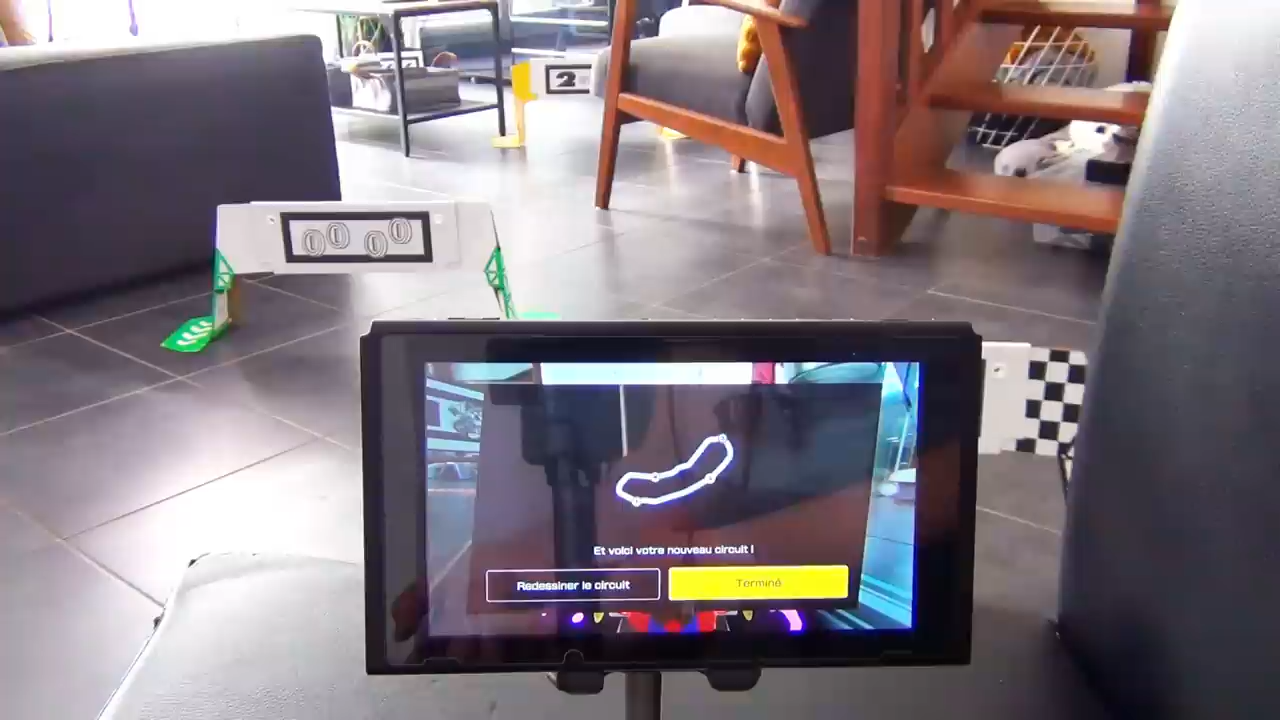 2
Et voici votre nouveau circuit !
Redessiner le circuit
Terminé